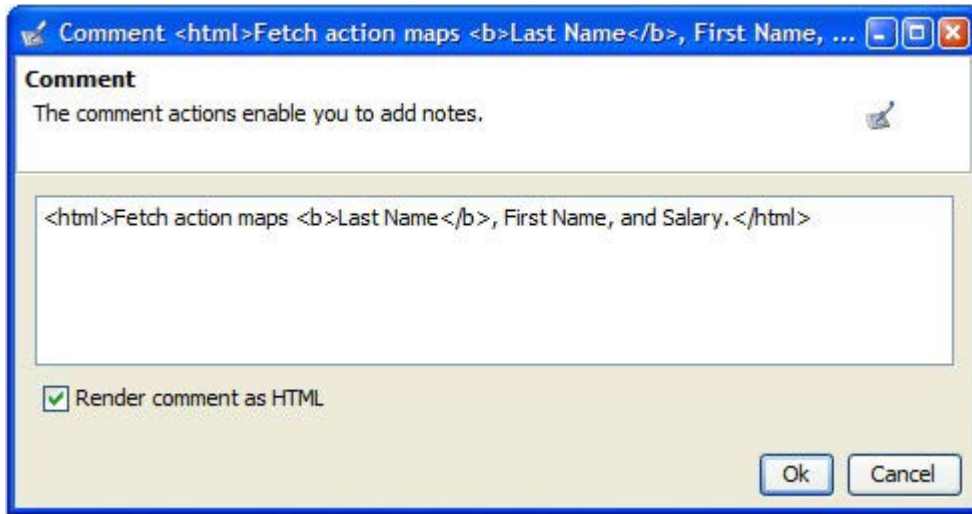 Comment <html>Fetch action maps <b>Last Name</b>, First Name, ...
Comment
The comment actions enable you to add notes.
<html>Fetch action maps <b>Last Name</b>, First Name, and Salary.</html>
Render comment as HTML
Ok Cancel